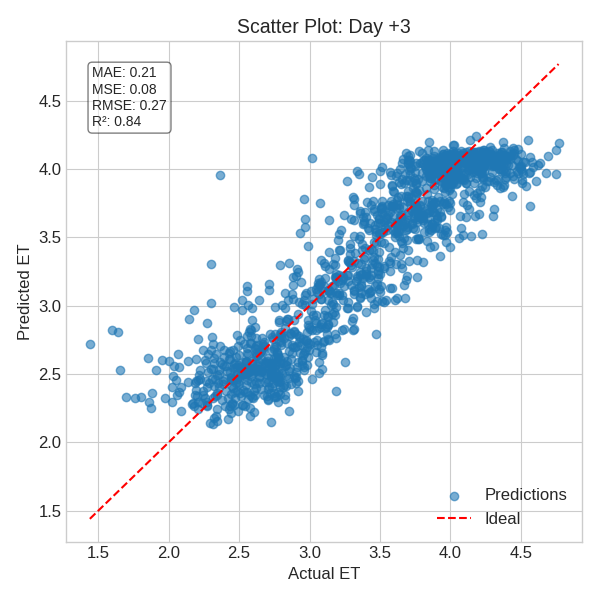 Scatter Plot: Day +3
MAE: 0.21
MSE: 0.08
RMSE: 0.27
R²: 0.84
4.5
4.0
3.5
3.0
2.5
2.0
1.5
Predicted ET
Predictions
Ideal
1.5 2.0 2.5 3.0 3.5 4.0 4.5
Actual ET